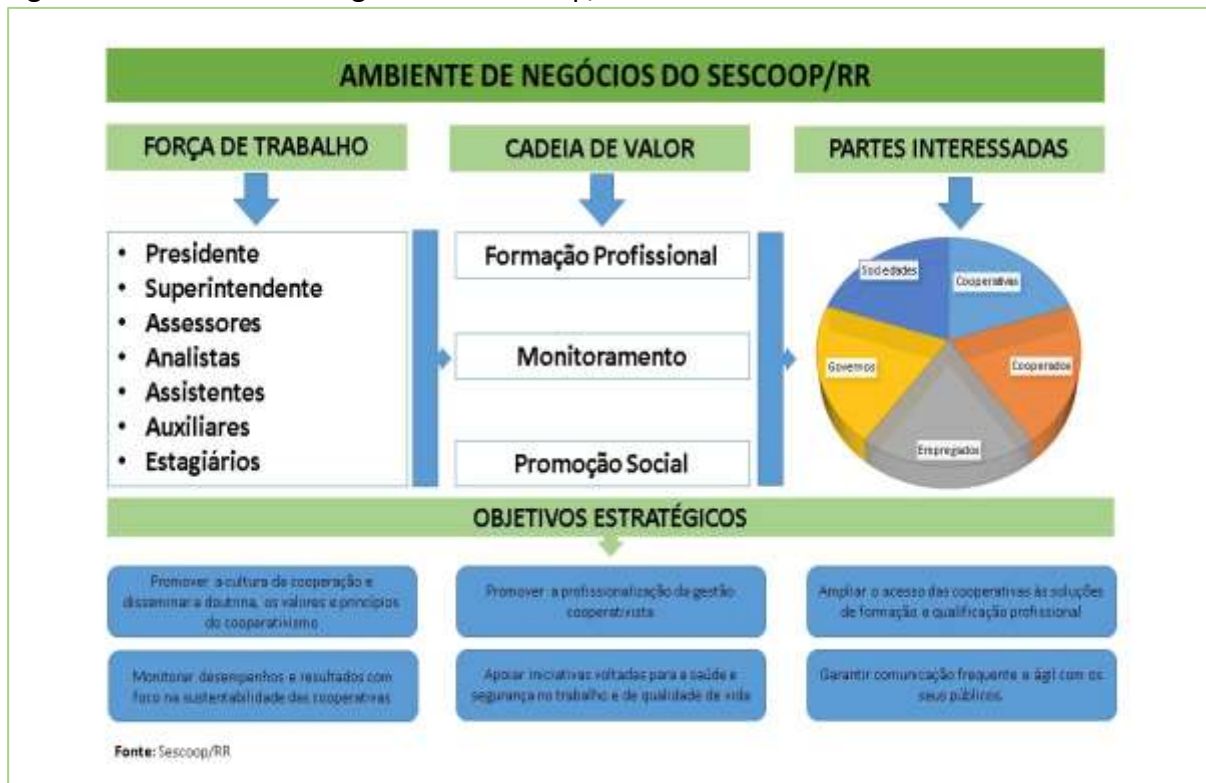 AMBIENTE DE NEGÓCIOS DO SESCOOP/RR
FORÇA DE TRABALHO
• Presidente
• Superintendente
• Assessores
• Analistas
• Assistentes
• Auxiliares
• Estagiários
CADEIA DE VALOR
Formação Profissional
Monitoramento
Promoção Social
PARTES INTERESSADAS
Sociedades
Cooperativas
Governos
Cooperados
Empregados
OBJETIVOS ESTRATÉGICOS
Promover a cultura da cooperação e
disseminar a doutrina, os valores e princípios
do cooperativismo
Promover a profissionalização da gestão
cooperativista
Ampliar o acesso das cooperativas às soluções
de formação e qualificação profissional
Monitorar desempenhos e resultados com
foco na sustentabilidade das cooperativas
Apoiar iniciativas voltadas para a saúde e
segurança no trabalho e de qualidade de vida
Garantir comunicação frequente e ágil com os
seus públicos.
Fonte: Sescoop/RR